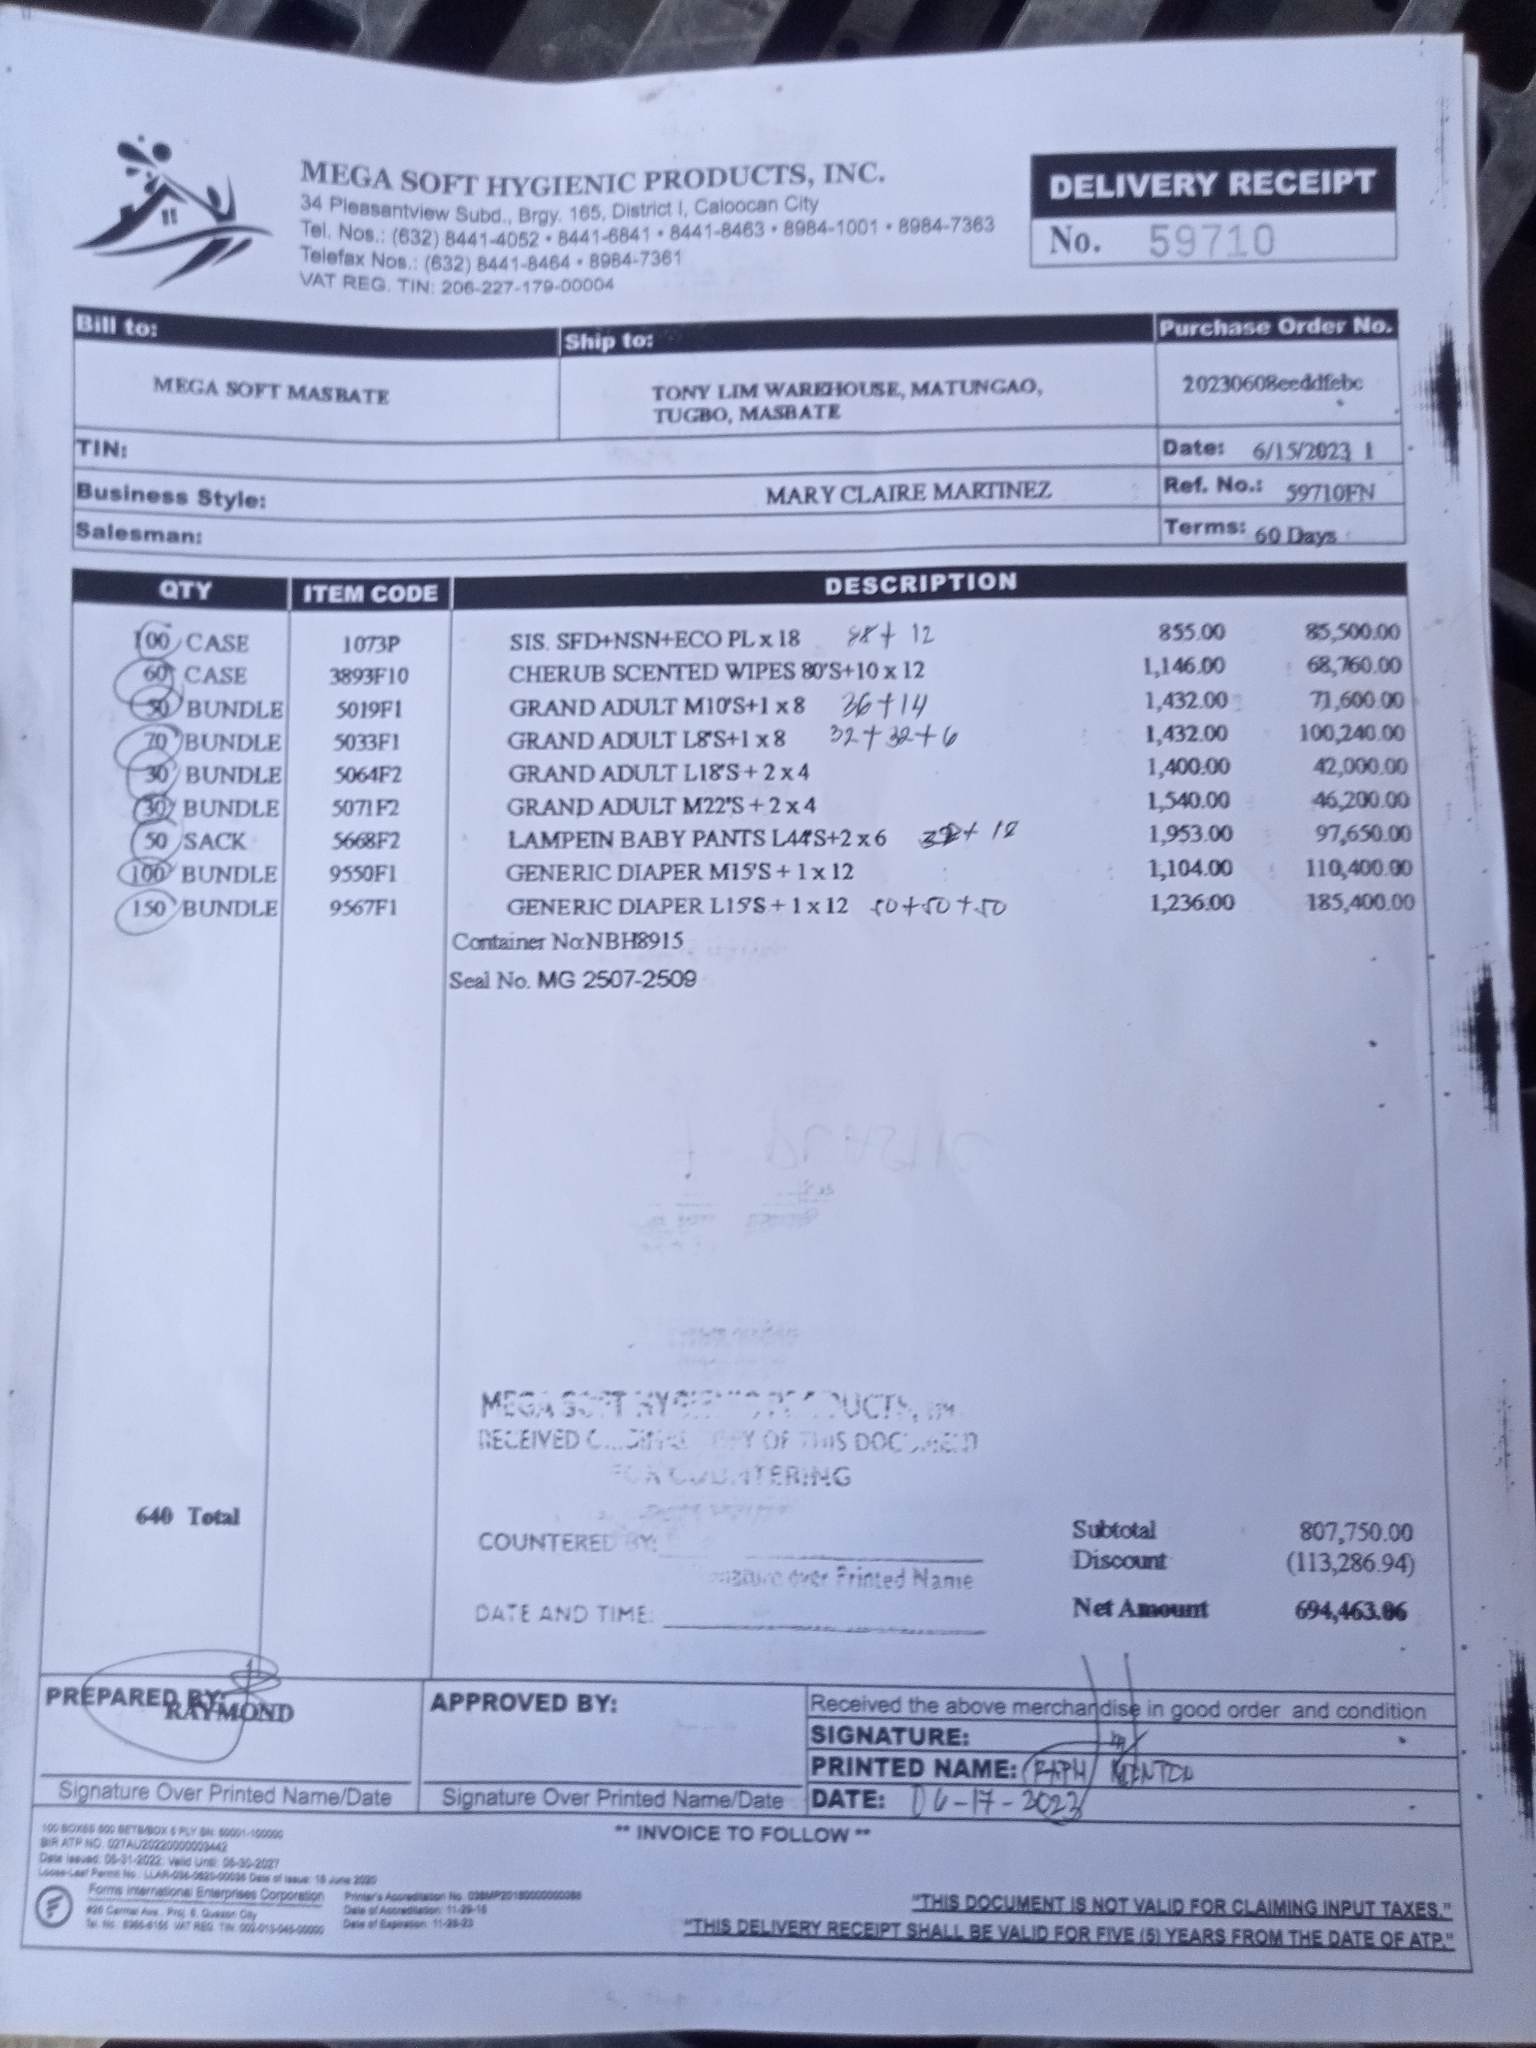 MEGA SOFT HYGIENIC PRODUCTS, INC.
34 Pleasantview Subd., Brgy. 165, District I, Caloocan City
Tel. Nos.: (632) 8441-4052 • 8441-6841 • 8441-8463 • 8984-1001 • 8984-7363
Telefax Nos.: (632) 8441-8464 • 8984-7361
VAT REG. TIN: 206-227-179-00004
DELIVERY RECEIPT
No. 59710
Bill to: Ship to: Purchase Order No.
MEGA SOFT MASBATE TONY LIM WAREHOUSE, MATUNGAO, 20230608eeddfebc
TUGBO, MASBATE
TIN: Date: 6/15/2023 1
Business Style: MARY CLAIRE MARTINEZ Ref. No.: 59710FN
Salesman: Terms: 60 Days
QTY ITEM CODE DESCRIPTION
100 CASE 1073P SIS. SFD+NSN+ECO PL x 18 88 + 12 855.00 85,500.00
60 CASE 3893F10 CHERUB SCENTED WIPES 80'S+10 x 12 1,146.00 68,760.00
50 BUNDLE 5019F1 GRAND ADULT M10'S+1 x 8 36+14 1,432.00 71,600.00
70 BUNDLE 5033F1 GRAND ADULT L8'S+1 x 8 32+32+6 1,432.00 100,240.00
30 BUNDLE 5064F2 GRAND ADULT L18'S + 2 x 4 1,400.00 42,000.00
30 BUNDLE 5071F2 GRAND ADULT M22'S + 2 x 4 1,540.00 46,200.00
50 SACK 5668F2 LAMPEIN BABY PANTS L44'S+2 x 6 32+ 18 1,953.00 97,650.00
100 BUNDLE 9550F1 GENERIC DIAPER M15'S + 1 x 12 1,104.00 110,400.00
150 BUNDLE 9567F1 GENERIC DIAPER L15'S + 1 x 12 50+50+50 1,236.00 185,400.00
Container No:NBH8915
Seal No. MG 2507-2509
MEGA SOFT HYGIENIC PRODUCTS,
RECEIVED COPY OF THIS DOCUMENT
FOR COUNTERING
640 Total
COUNTERED BY:
Signature over Printed Name
DATE AND TIME:
Subtotal 807,750.00
Discount (113,286.94)
Net Amount 694,463.06
PREPARED BY:
RAYMOND
Signature Over Printed Name/Date
APPROVED BY:
Signature Over Printed Name/Date
Received the above merchandise in good order and condition
SIGNATURE:
PRINTED NAME:
DATE: 06-17-2023
** INVOICE TO FOLLOW **
100 BOXES 500 SETS/BOX 5 PLY SN: 50001-100000
BIR ATP NO. 027AU20220000003442
Date Issued: 05-31-2022; Valid Until: 05-30-2027
Loose-Leaf Permit No.: LLAR-036-0620-00036 Date of Issue: 18 June 2020
Forms International Enterprises Corporation
#26 Carmel Ave., Proj. 6, Quezon City
VAT REG. TIN: 000-013-045-00000
Printer's Accreditation No. 038MP20180000000088
Date of Accreditation: 11-29-18
Date of Expiration: 11-28-23
"THIS DOCUMENT IS NOT VALID FOR CLAIMING INPUT TAXES."
"THIS DELIVERY RECEIPT SHALL BE VALID FOR FIVE (5) YEARS FROM THE DATE OF ATP."